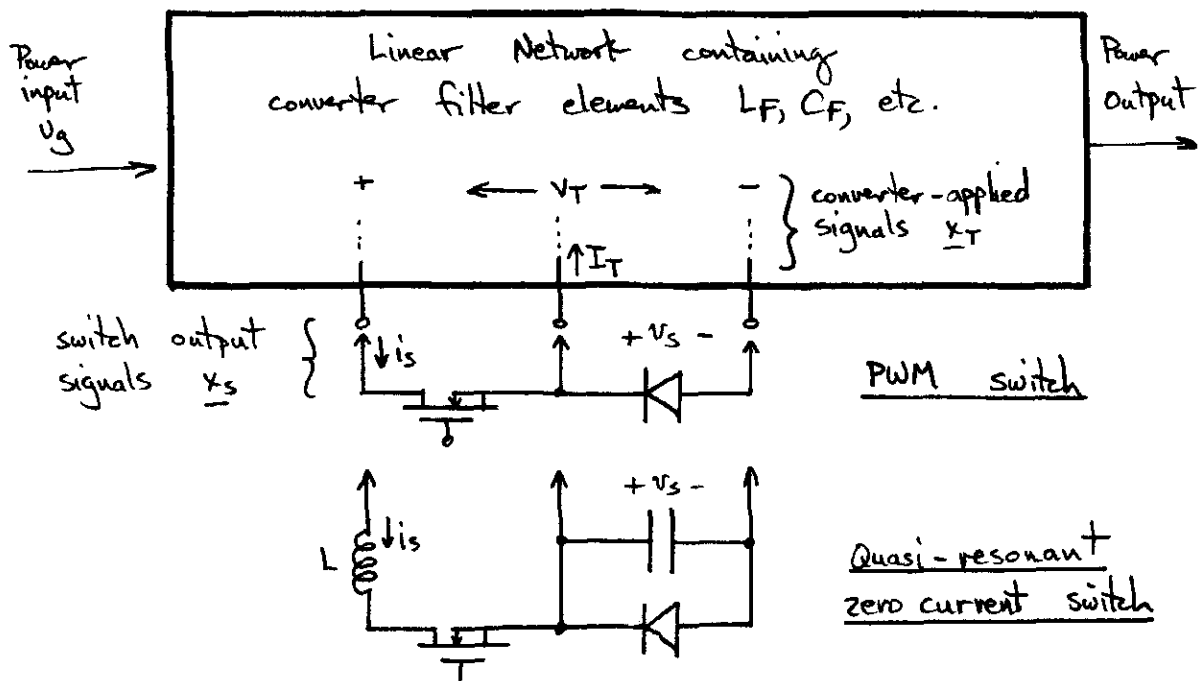 Power
input
vg
Linear Network containing
converter filter elements LF, CF, etc.
Power
output
+ ← VT → -
converter-applied
signals xT
↑IT
switch output
signals xs
↓is
+ vs -
PWM switch
+ vs -
L ↓is
Quasi-resonant
zero current switch